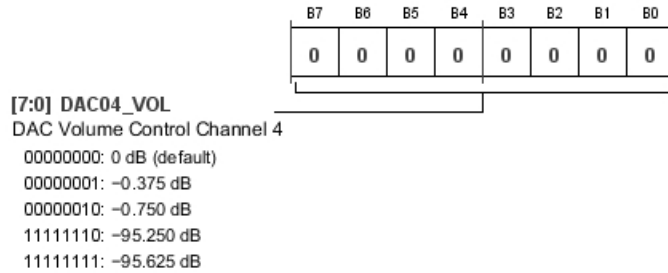 B7 B6 B5 B4 B3 B2 B1 B0
0 0 0 0 0 0 0 0
[7:0] DAC04_VOL
DAC Volume Control Channel 4
00000000: 0 dB (default)
00000001: −0.375 dB
00000010: −0.750 dB
11111110: −95.250 dB
11111111: −95.625 dB